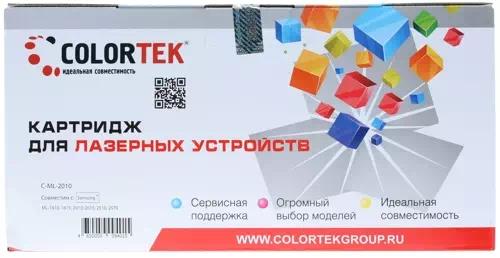 COLORTEK®
идеальная совместимость
КАРТРИДЖ
ДЛЯ ЛАЗЕРНЫХ УСТРОЙСТВ
C-ML-2010
Совместим с: Samsung
Сервисная поддержка
Огромный выбор моделей
Идеальная совместимость
WWW.COLORTEKGROUP.RU